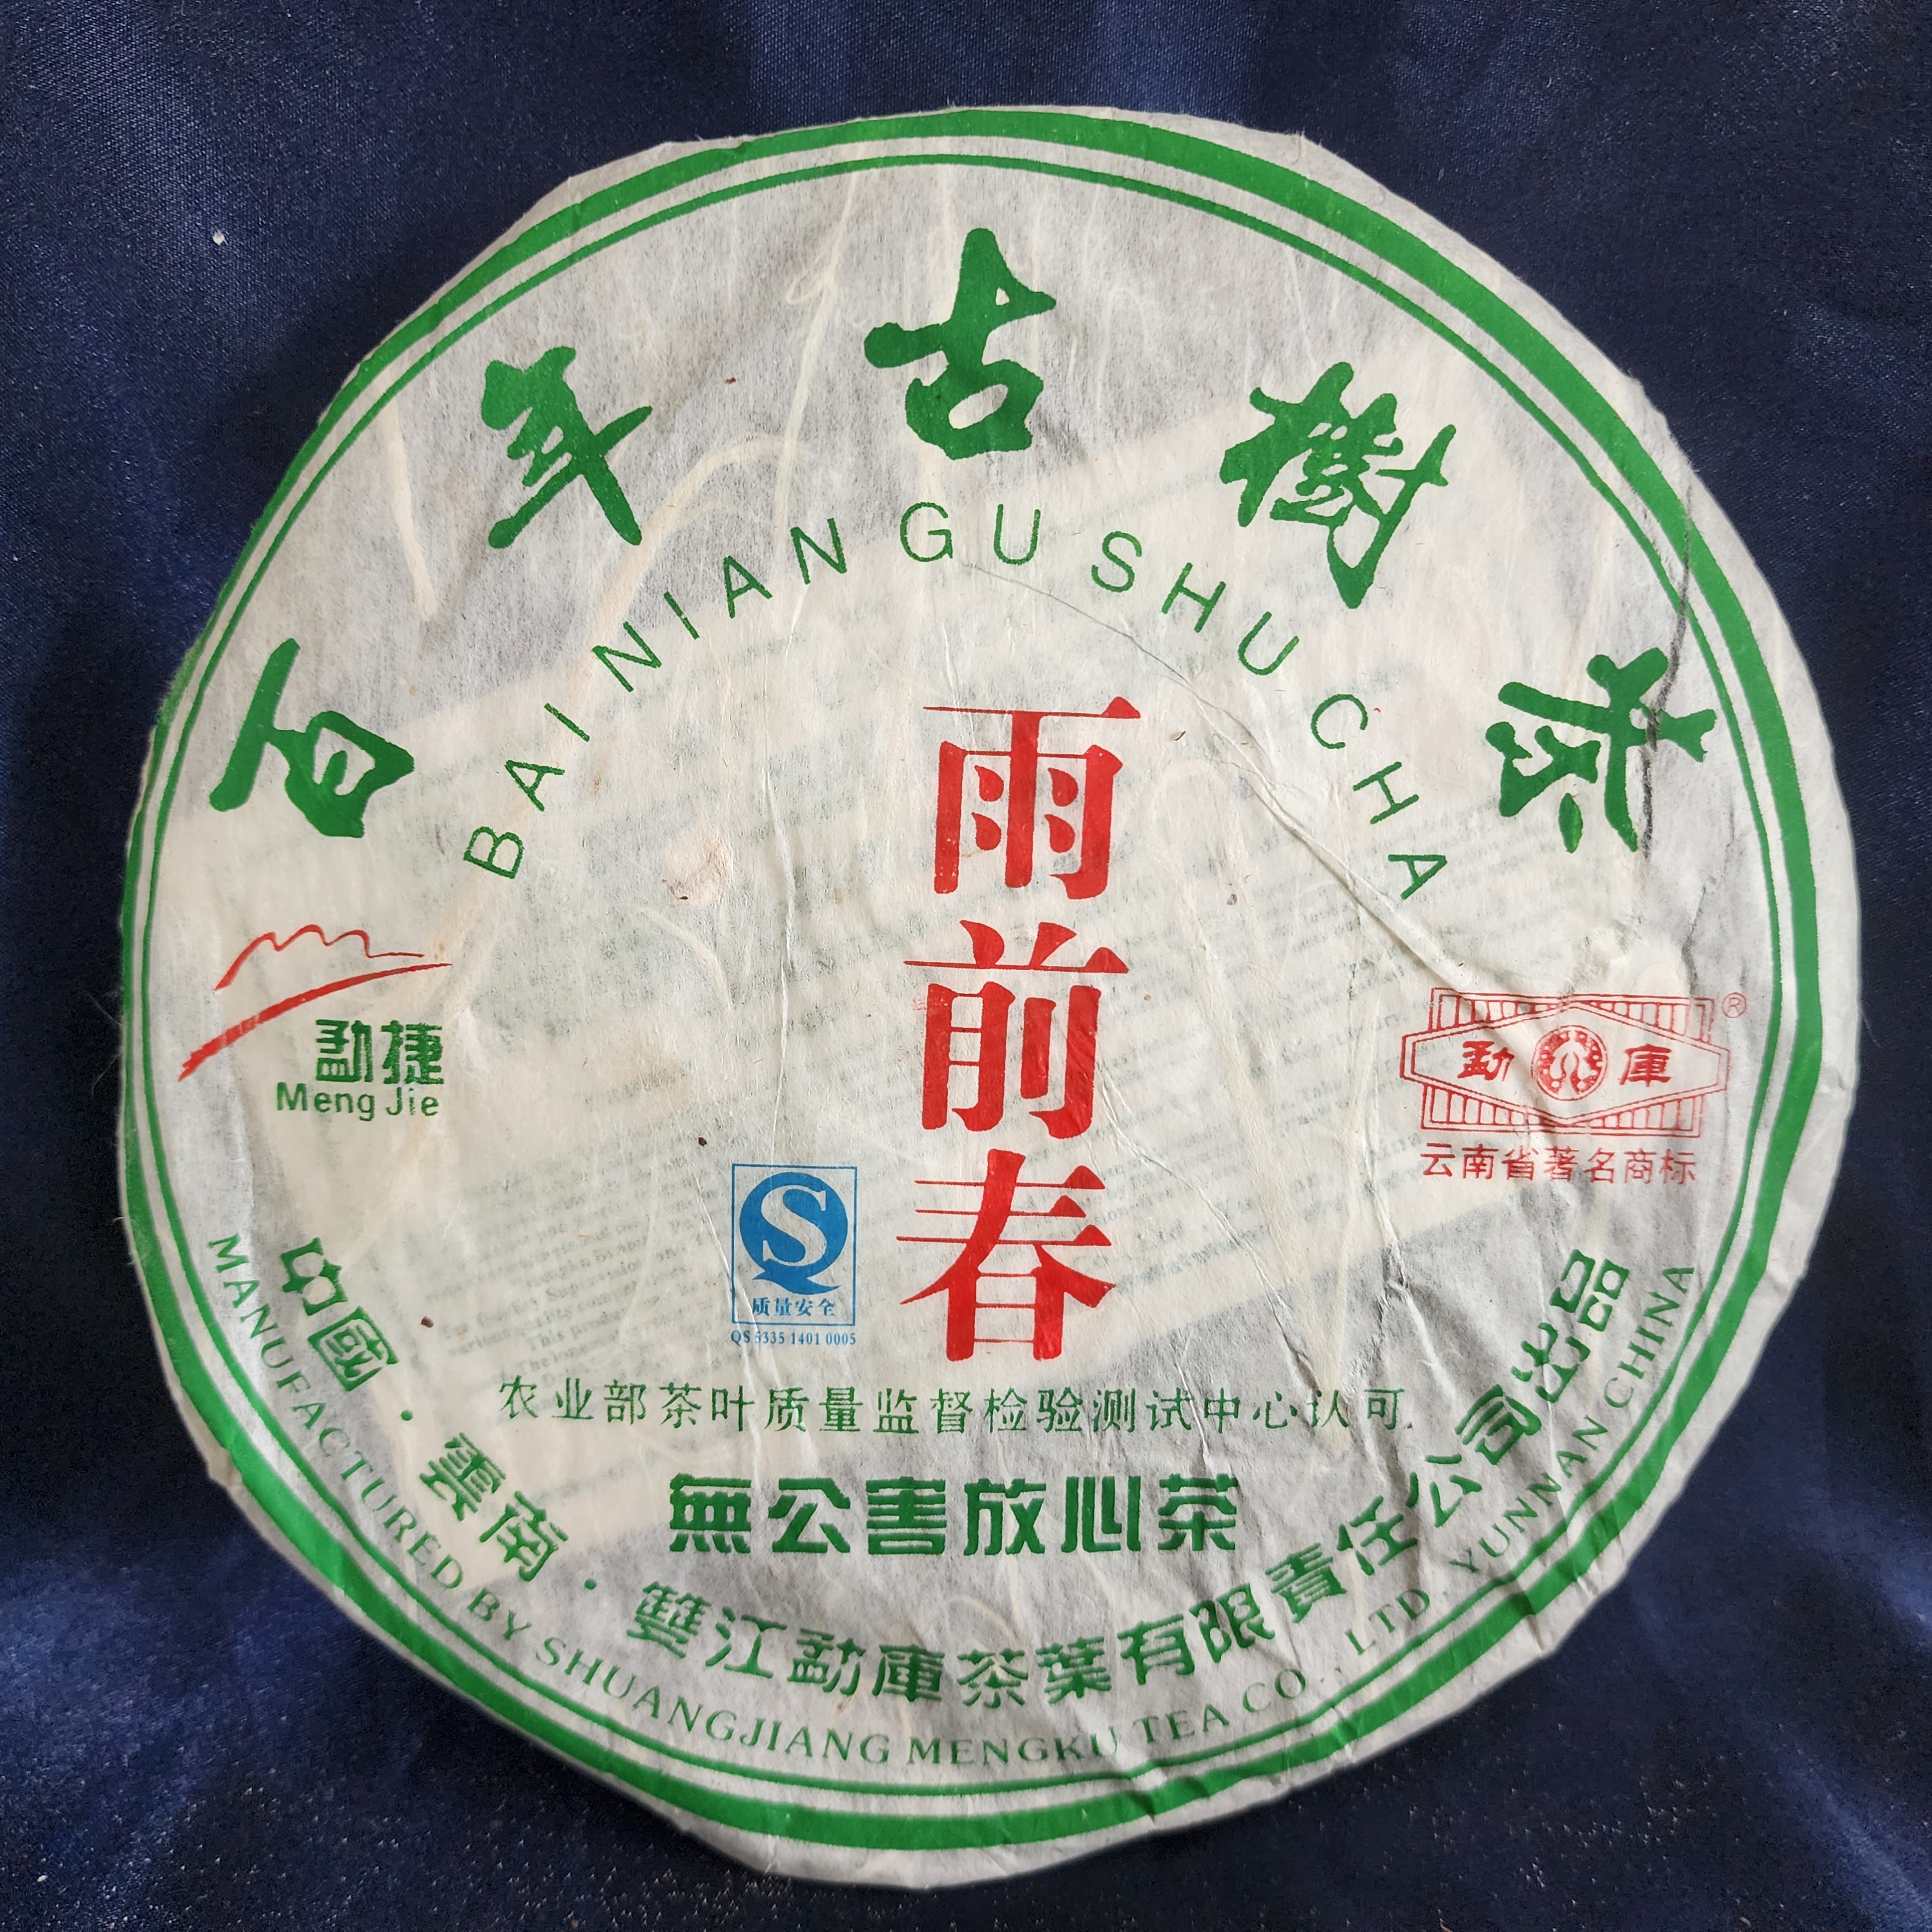 百年古樹茶
BAI NIAN GU SHU CHA
雨前春
勐捷
Meng Jie
勐庫
®
云南省著名商标
QS
质量安全
QS 5335 1401 0005
农业部茶叶质量监督检验测试中心认可
無公害放心茶
中國·雲南·雙江勐庫茶葉有限責任公司出品
MANUFACTURED BY SHUANGJIANG MENGKU TEA CO., LTD. YUNNAN CHINA